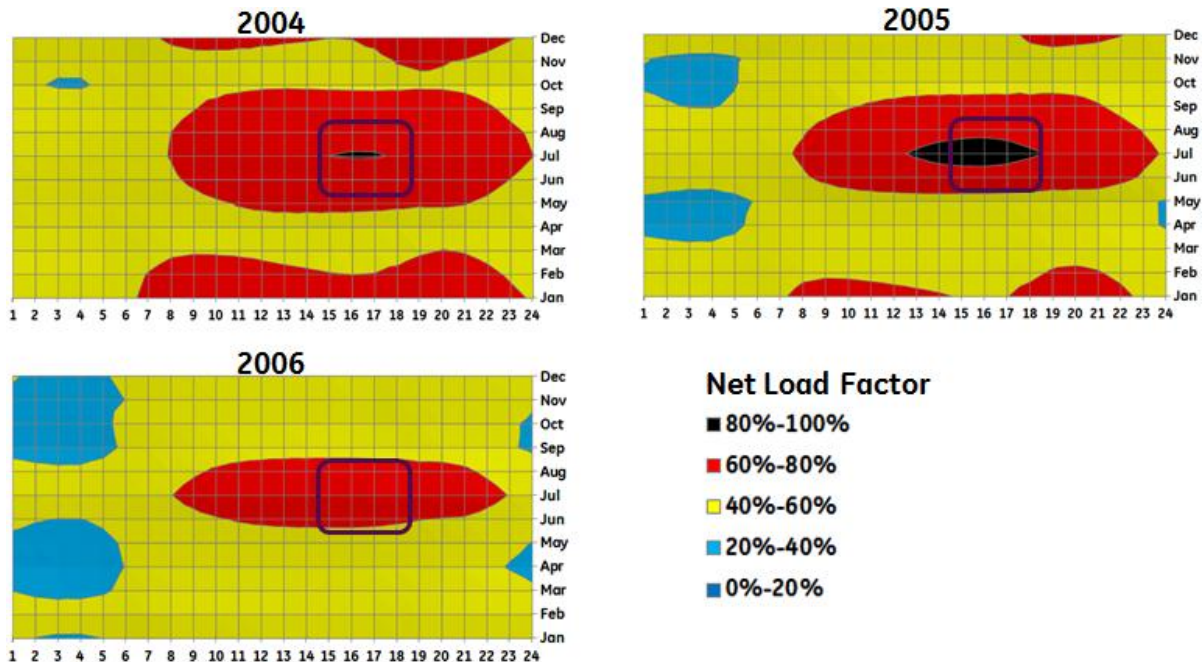 2004
Dec
Nov
Oct
Sep
Aug
Jul
Jun
May
Apr
Mar
Feb
Jan
1 2 3 4 5 6 7 8 9 10 11 12 13 14 15 16 17 18 19 20 21 22 23 24
2005
Dec
Nov
Oct
Sep
Aug
Jul
Jun
May
Apr
Mar
Feb
Jan
1 2 3 4 5 6 7 8 9 10 11 12 13 14 15 16 17 18 19 20 21 22 23 24
2006
Dec
Nov
Oct
Sep
Aug
Jul
Jun
May
Apr
Mar
Feb
Jan
1 2 3 4 5 6 7 8 9 10 11 12 13 14 15 16 17 18 19 20 21 22 23 24
Net Load Factor
80%-100%
60%-80%
40%-60%
20%-40%
0%-20%